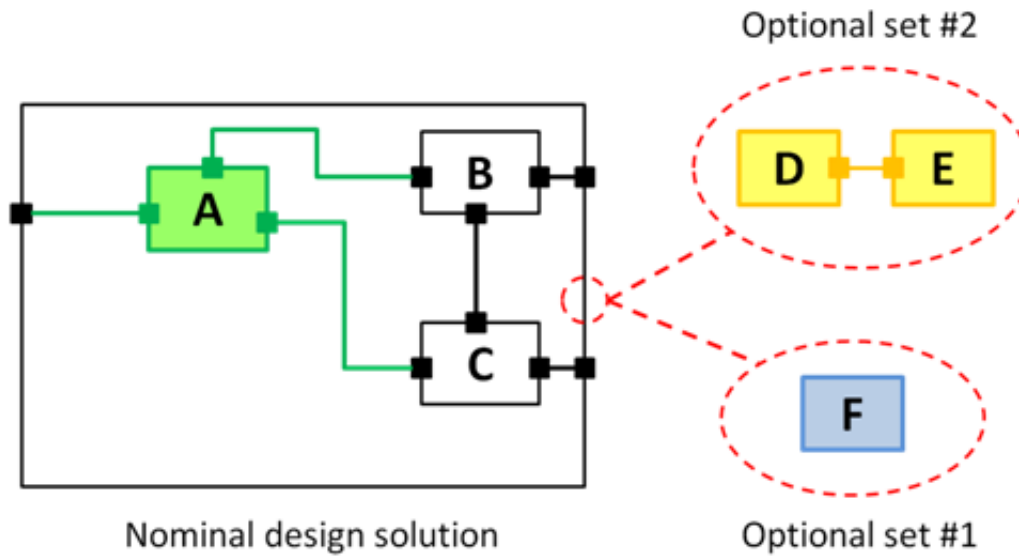 Optional set #2
A
B
C
D
E
F
Nominal design solution
Optional set #1